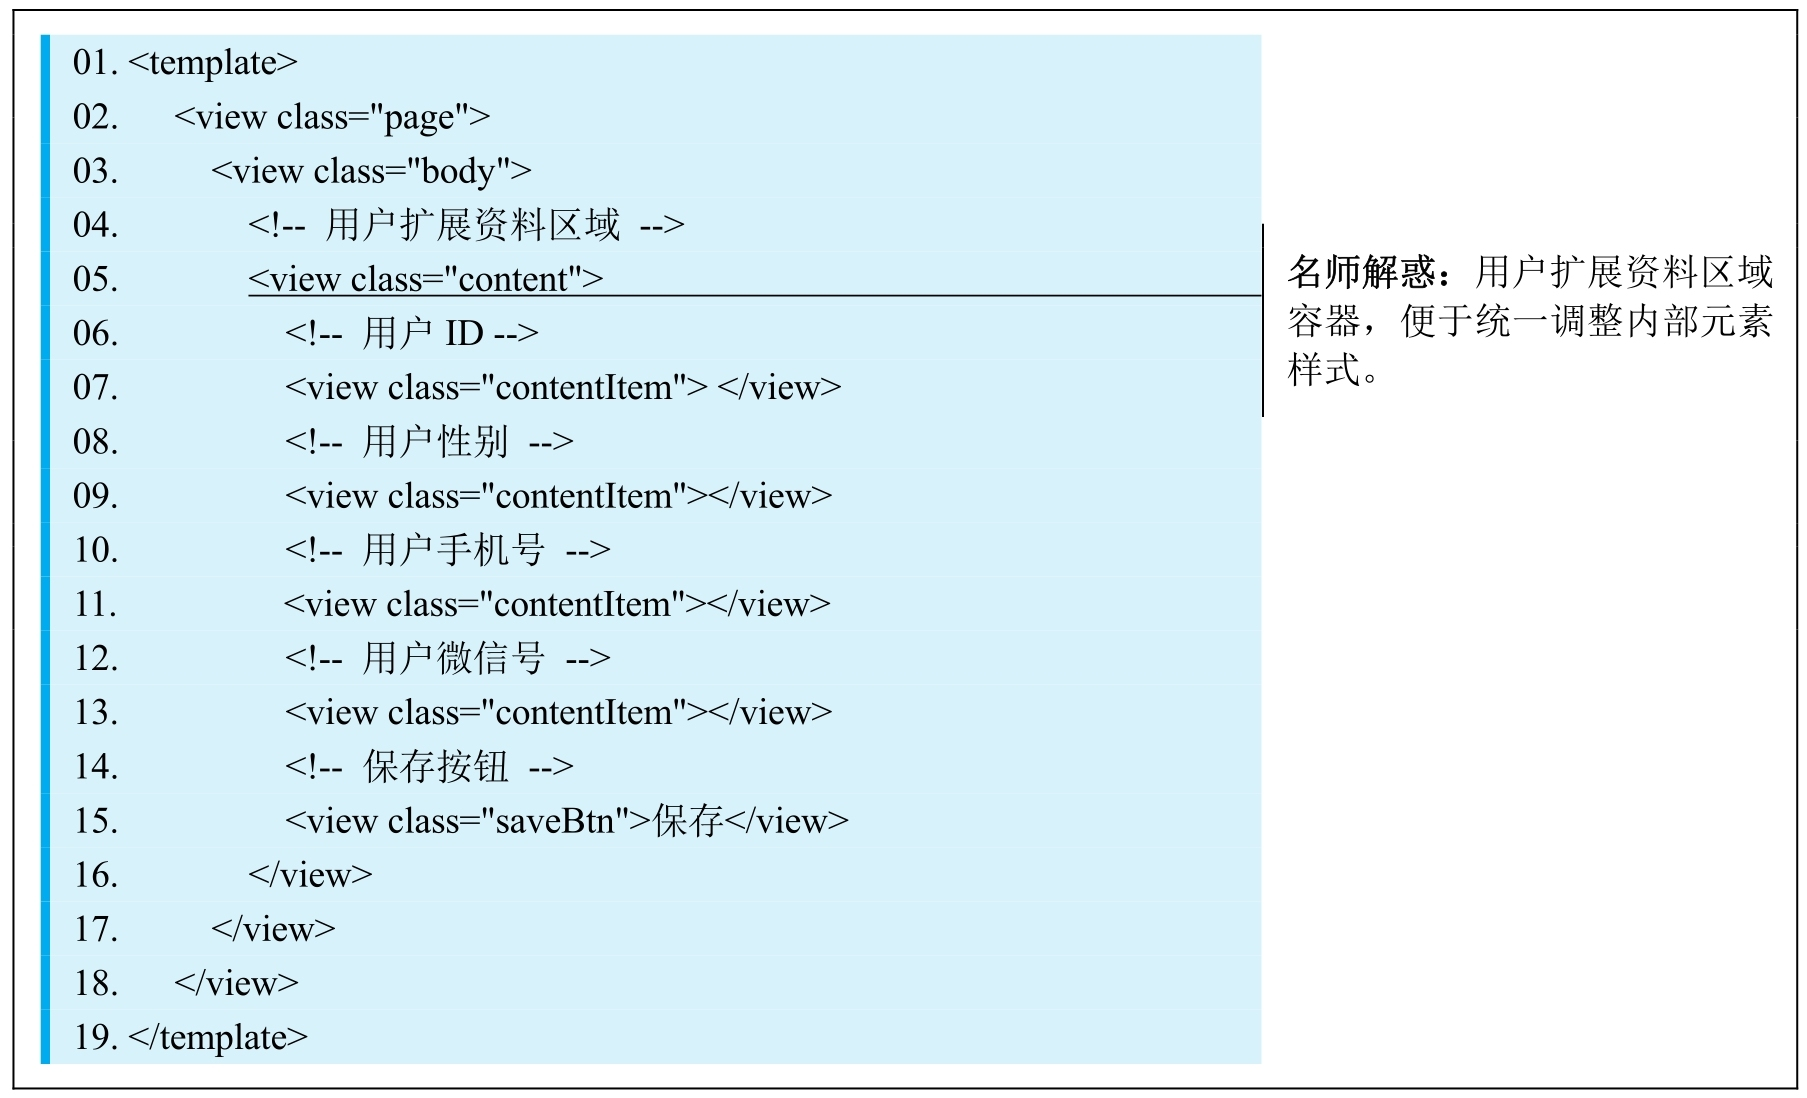 01. <template>
02. <view class="page">
03. <view class="body">
04. <!-- 用户扩展资料区域 -->
05. <view class="content">
06. <!-- 用户 ID -->
07. <view class="contentItem"> </view>
08. <!-- 用户性别 -->
09. <view class="contentItem"></view>
10. <!-- 用户手机号 -->
11. <view class="contentItem"></view>
12. <!-- 用户微信号 -->
13. <view class="contentItem"></view>
14. <!-- 保存按钮 -->
15. <view class="saveBtn">保存</view>
16. </view>
17. </view>
18. </view>
19. </template>
名师解惑：用户扩展资料区域
容器，便于统一调整内部元素
样式。